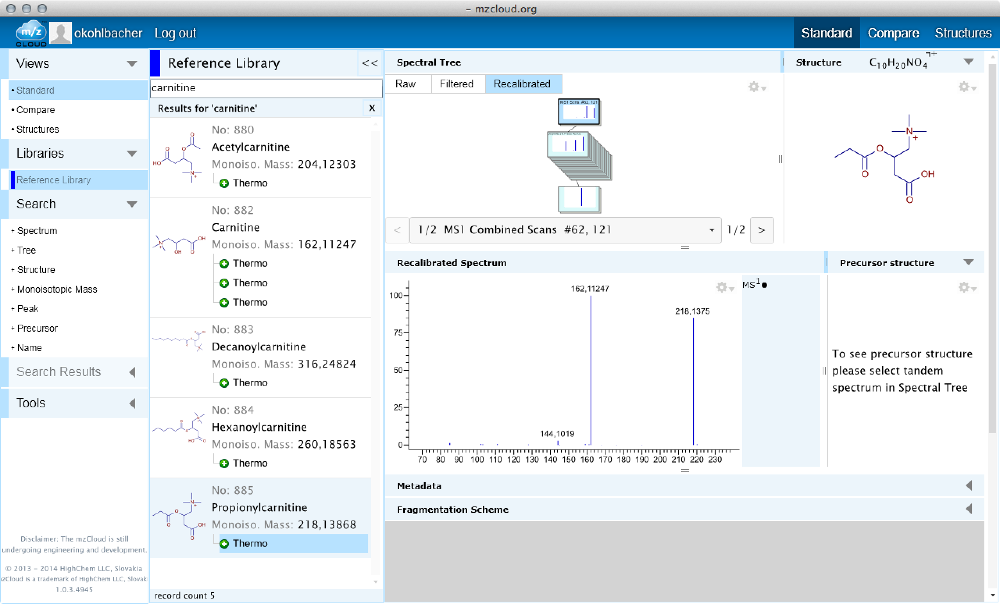 – mzcloud.org
m/z
CLOUD
okohlbacher
Log out
Standard
Compare
Structures
Views
• Standard
• Compare
• Structures
Libraries
Reference Library
Search
+ Spectrum
+ Tree
+ Structure
+ Monoisotopic Mass
+ Peak
+ Precursor
+ Name
Search Results
Tools
Disclaimer: The mzCloud is still
undergoing engineering and development.
© 2013 – 2014 HighChem LLC, Slovakia
zCloud is a trademark of HighChem LLC, Slovak
1.0.3.4945
Reference Library
<<
carnitine
Results for 'carnitine'
X
No: 880
Acetylcarnitine
Monoiso. Mass: 204,12303
Thermo
HO
O
O
O
N+
No: 882
Carnitine
Monoiso. Mass: 162,11247
Thermo
Thermo
Thermo
N+
OH
O
OH
No: 883
Decanoylcarnitine
Monoiso. Mass: 316,24824
Thermo
No: 884
Hexanoylcarnitine
Monoiso. Mass: 260,18563
Thermo
No: 885
Propionylcarnitine
Monoiso. Mass: 218,13868
Thermo
N+
O
O
OH
O
record count 5
Spectral Tree
Raw
Filtered
Recalibrated
MS1 Scns. #62, 121
<
1/2 MS1 Combined Scans #62, 121
1/2
>
Structure
C10H20NO4 ┐+
N+
O
O
OH
O
Recalibrated Spectrum
100
75
50
25
0
162,11247
218,1375
144,1019
70 80 90 100 110 120 130 140 150 160 170 180 190 200 210 220 230
MS1●
Precursor structure
To see precursor structure
please select tandem
spectrum in Spectral Tree
Metadata
Fragmentation Scheme